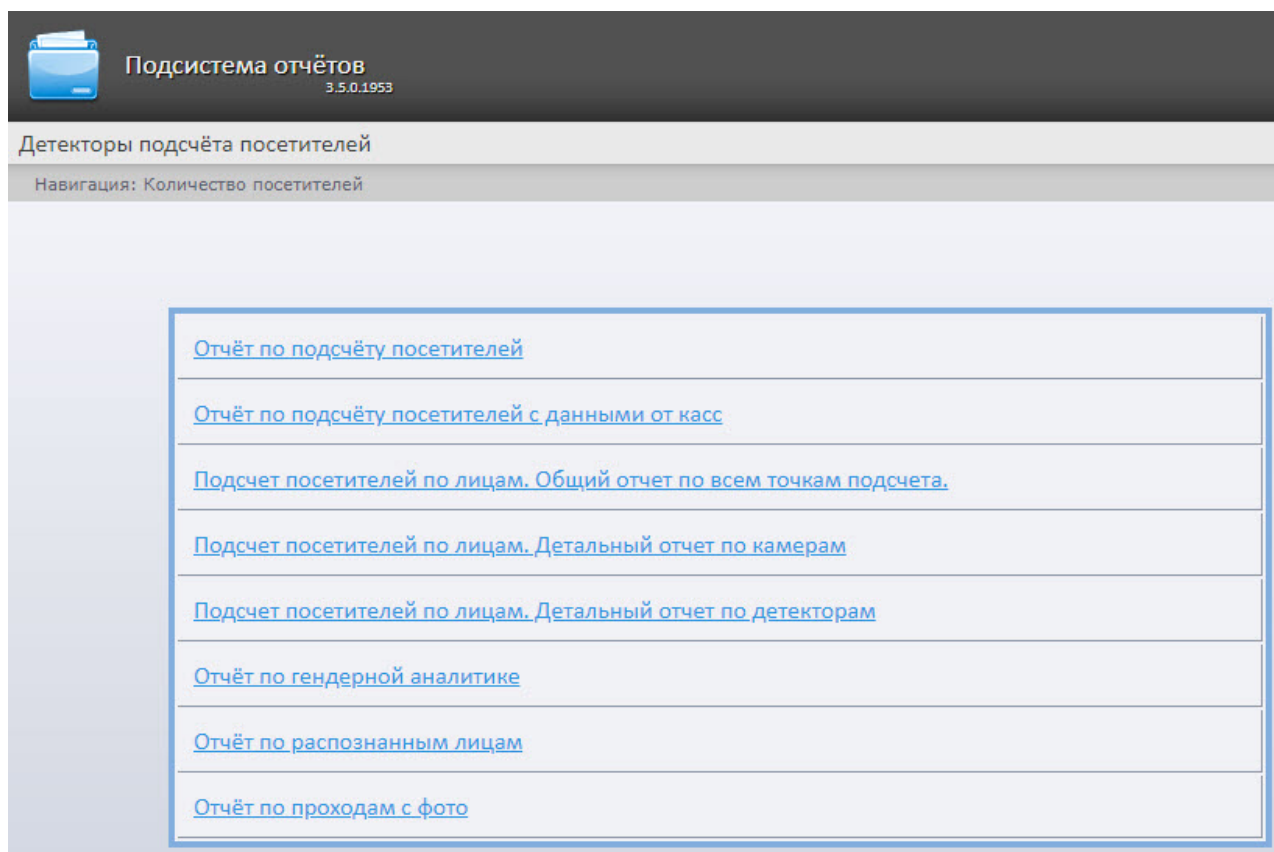 Подсистема отчётов
3.5.0.1953
Детекторы подсчёта посетителей
Навигация: Количество посетителей
Отчёт по подсчёту посетителей
Отчёт по подсчёту посетителей с данными от касс
Подсчет посетителей по лицам. Общий отчет по всем точкам подсчета.
Подсчет посетителей по лицам. Детальный отчет по камерам
Подсчет посетителей по лицам. Детальный отчет по детекторам
Отчёт по гендерной аналитике
Отчёт по распознанным лицам
Отчёт по проходам с фото